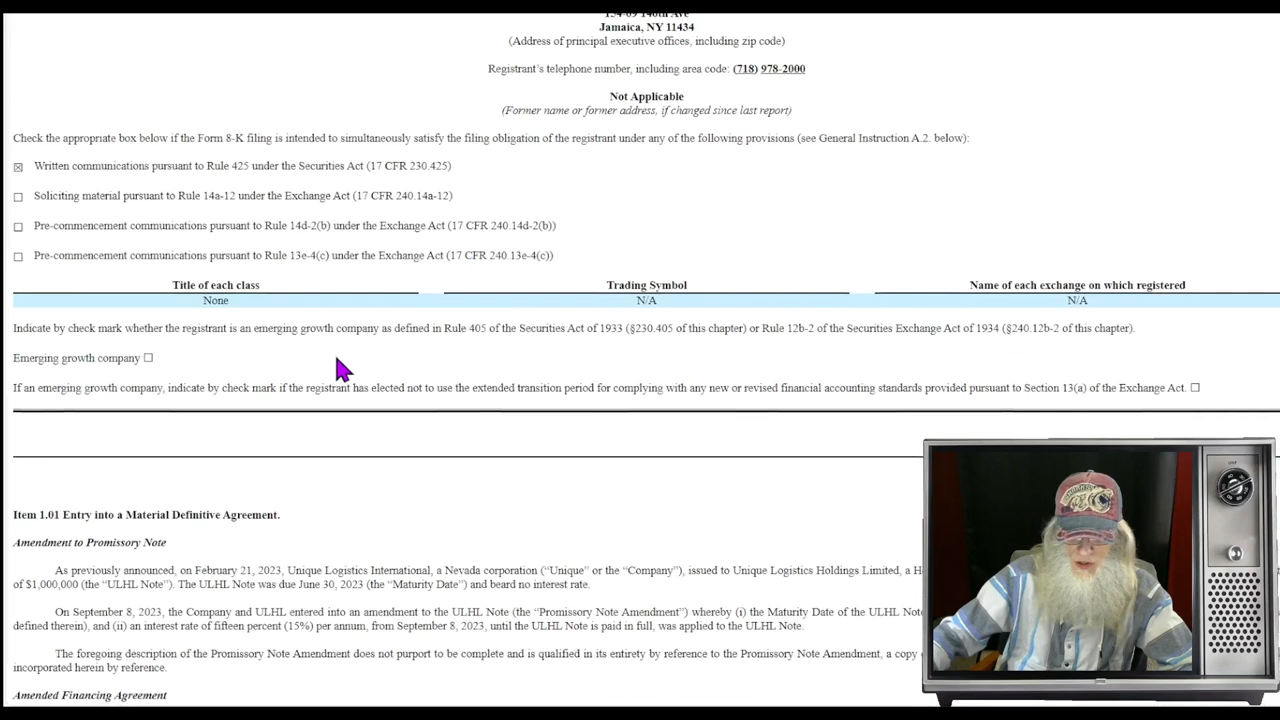 Jamaica, NY 11434
(Address of principal executive offices, including zip code)
Registrant's telephone number, including area code: (718) 978-2000
Not Applicable
(Former name or former address, if changed since last report)
Check the appropriate box below if the Form 8-K filing is intended to simultaneously satisfy the filing obligation of the registrant under any of the following provisions (see General Instruction A.2. below):
☒ Written communications pursuant to Rule 425 under the Securities Act (17 CFR 230.425)
☐ Soliciting material pursuant to Rule 14a-12 under the Exchange Act (17 CFR 240.14a-12)
☐ Pre-commencement communications pursuant to Rule 14d-2(b) under the Exchange Act (17 CFR 240.14d-2(b))
☐ Pre-commencement communications pursuant to Rule 13e-4(c) under the Exchange Act (17 CFR 240.13e-4(c))
Title of each class Trading Symbol Name of each exchange on which registered
None N/A N/A
Indicate by check mark whether the registrant is an emerging growth company as defined in Rule 405 of the Securities Act of 1933 (§230.405 of this chapter) or Rule 12b-2 of the Securities Exchange Act of 1934 (§240.12b-2 of this chapter).
Emerging growth company ☐
If an emerging growth company, indicate by check mark if the registrant has elected not to use the extended transition period for complying with any new or revised financial accounting standards provided pursuant to Section 13(a) of the Exchange Act. ☐
Item 1.01 Entry into a Material Definitive Agreement.
Amendment to Promissory Note
As previously announced, on February 21, 2023, Unique Logistics International, a Nevada corporation ("Unique" or the "Company"), issued to Unique Logistics Holdings Limited, a
of $1,000,000 (the "ULHL Note"). The ULHL Note was due June 30, 2023 (the "Maturity Date") and beard no interest rate.
On September 8, 2023, the Company and ULHL entered into an amendment to the ULHL Note (the "Promissory Note Amendment") whereby (i) the Maturity Date of the ULHL Note
defined therein), and (ii) an interest rate of fifteen percent (15%) per annum, from September 8, 2023, until the ULHL Note is paid in full, was applied to the ULHL Note.
The foregoing description of the Promissory Note Amendment does not purport to be complete and is qualified in its entirety by reference to the Promissory Note Amendment, a copy
incorporated herein by reference.
Amended Financing Agreement